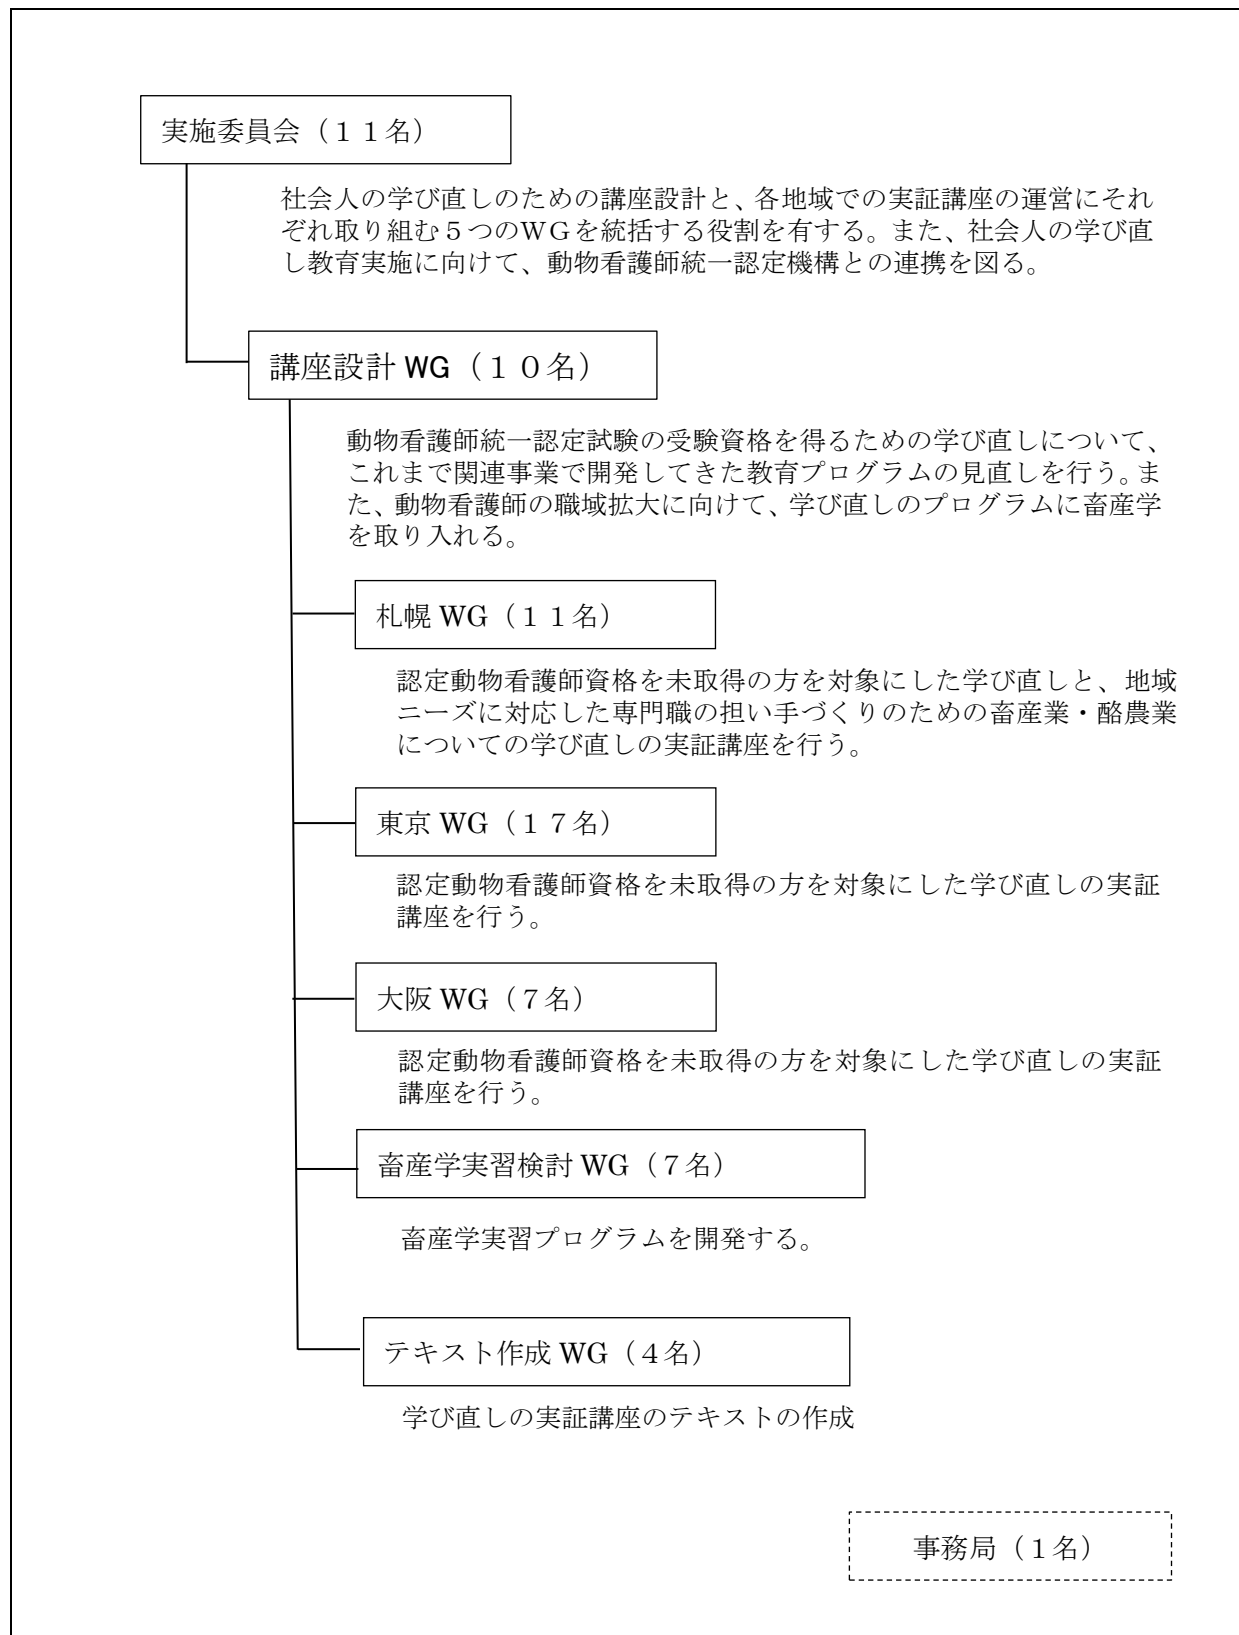 実施委員会（１１名）
社会人の学び直しのための講座設計と、各地域での実証講座の運営にそれ
ぞれ取り組む５つのＷＧを統括する役割を有する。また、社会人の学び直
し教育実施に向けて、動物看護師統一認定機構との連携を図る。
講座設計 WG（１０名）
動物看護師統一認定試験の受験資格を得るための学び直しについて、
これまで関連事業で開発してきた教育プログラムの見直しを行う。ま
た、動物看護師の職域拡大に向けて、学び直しのプログラムに畜産学
を取り入れる。
札幌 WG（１１名）
認定動物看護師資格を未取得の方を対象にした学び直しと、地域
ニーズに対応した専門職の担い手づくりのための畜産業・酪農業
についての学び直しの実証講座を行う。
東京 WG（１７名）
認定動物看護師資格を未取得の方を対象にした学び直しの実証
講座を行う。
大阪 WG（７名）
認定動物看護師資格を未取得の方を対象にした学び直しの実証
講座を行う。
畜産学実習検討 WG（７名）
畜産学実習プログラムを開発する。
テキスト作成 WG（４名）
学び直しの実証講座のテキストの作成
事務局（１名）